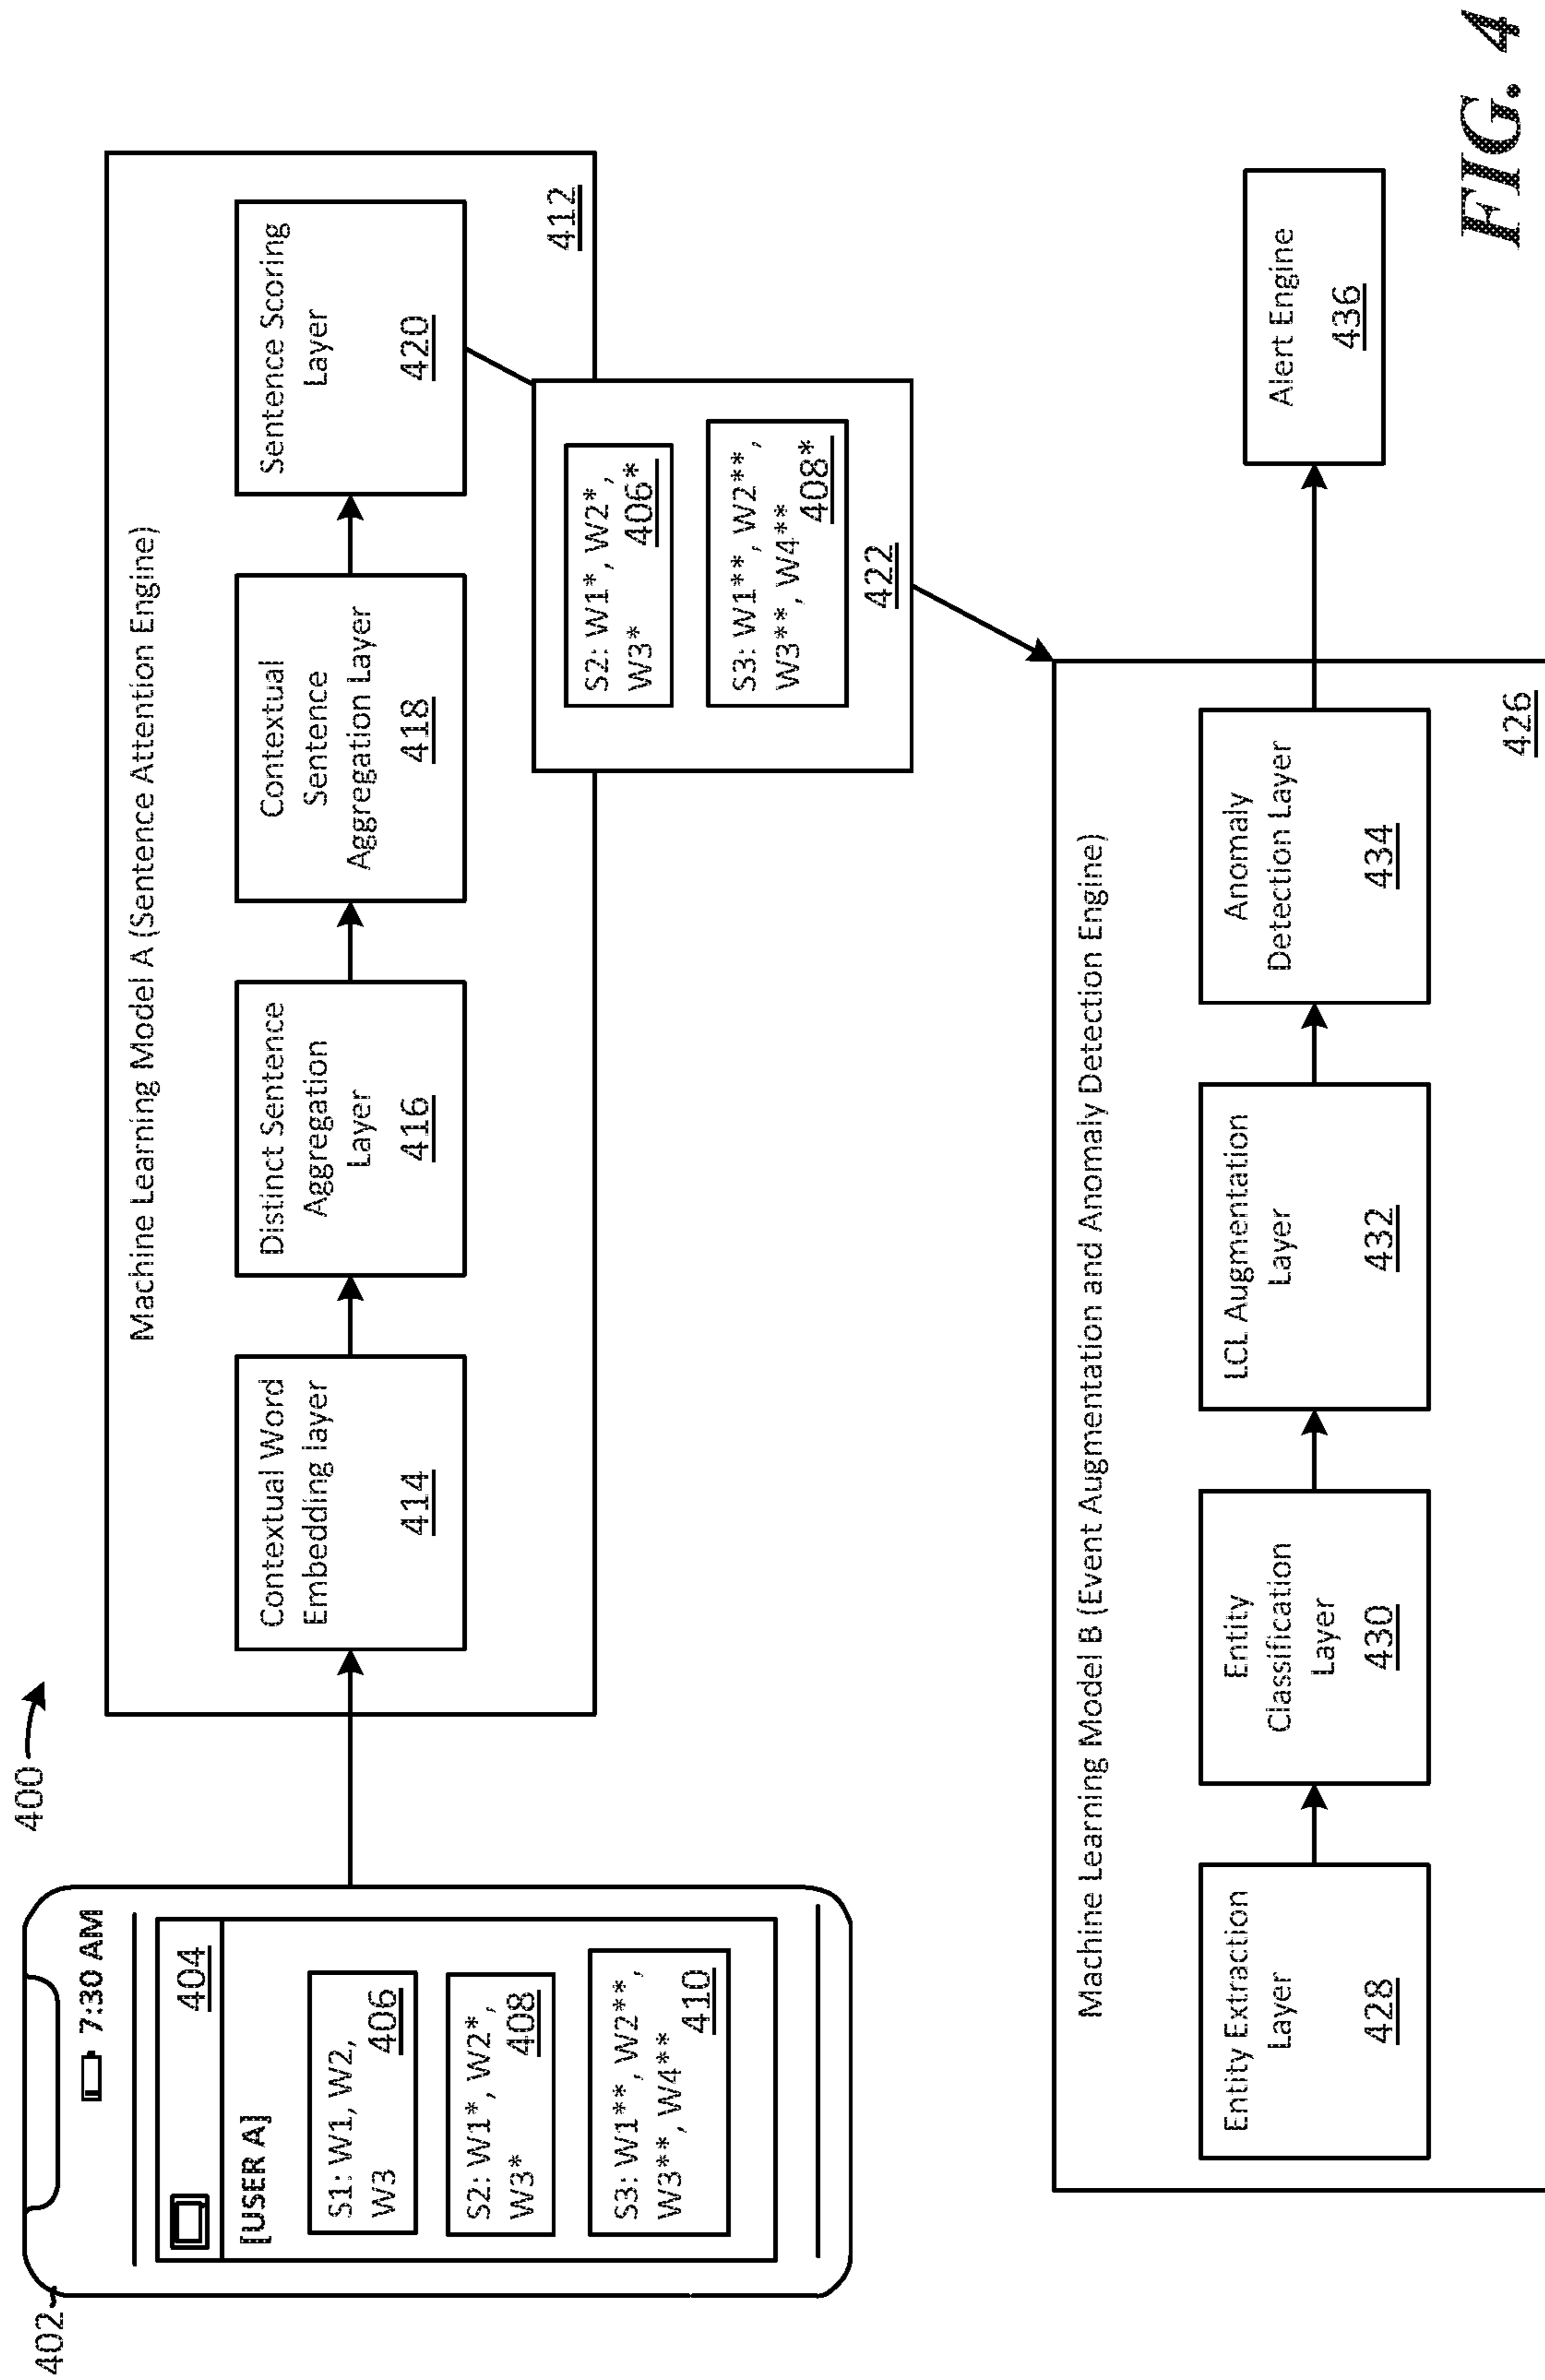 400
402
7:30 AM
404
[USER A]
S1: W1, W2,
W3
406
S2: W1*, W2*,
W3*
408
S3: W1**, W2**,
W3**, W4**
410
Machine Learning Model A (Sentence Attention Engine)
Contextual Word
Embedding layer
414
Distinct Sentence
Aggregation
Layer
416
Contextual
Sentence
Aggregation Layer
418
Sentence Scoring
Layer
420
412
S2: W1*, W2*,
W3*
406*
S3: W1**, W2**,
W3**, W4**
408*
422
Machine Learning Model B (Event Augmentation and Anomaly Detection Engine)
Entity Extraction
Layer
428
Entity
Classification
Layer
430
LCL Augmentation
Layer
432
Anomaly
Detection Layer
434
426
Alert Engine
436
FIG. 4